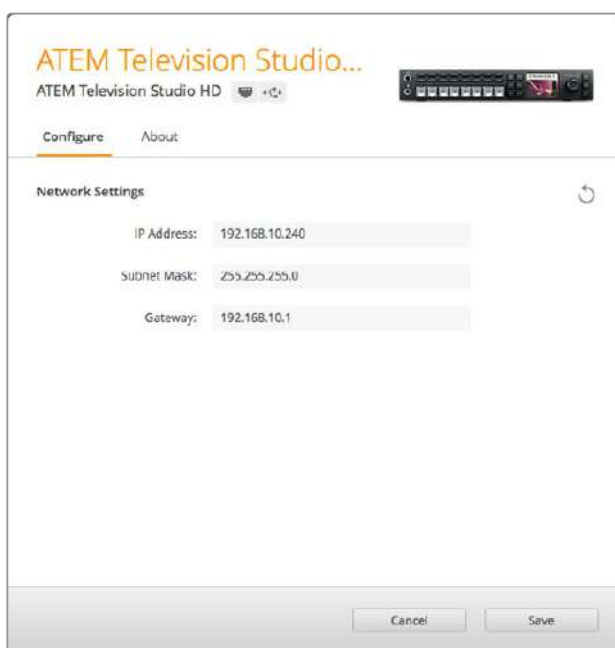 ATEM Television Studio...
ATEM Television Studio HD
Configure About
Network Settings
IP Address: 192.168.10.240
Subnet Mask: 255.255.255.0
Gateway: 192.168.10.1
Cancel Save